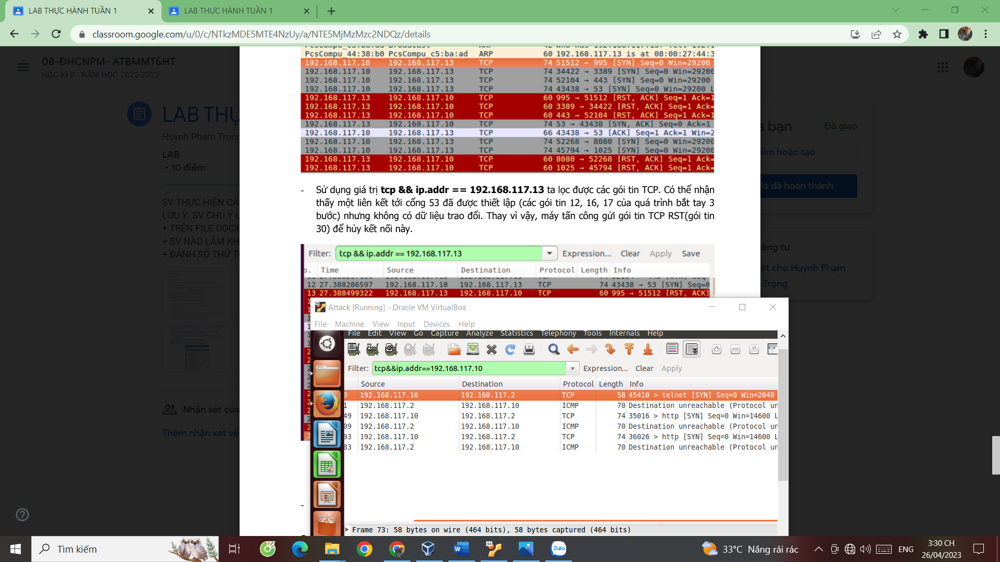 LAB THỰC HÀNH TUẦN 1
LAB THỰC HÀNH TUẦN 1
classroom.google.com/u/0/c/NTkzMDE5MTE4NzUy/a/NTE5MjMzMzc2NDQz/details
08-ĐHCNPM- ATBMMT&HT
HỌC KÌ II - NĂM HỌC 2022-2023
LAB THỰ
Huynh Phạm Trọng
LAB
• 10 điểm
SV THỰC HIỆN CÁ
LƯU Ý: SV CHÚ Ý L
+ TRÊN FILE DOCX
+ SV NÀO LÀM KH
+ ĐÁNH SỐ THỨ T
Nhận xét của
Thêm nhận xét về
PcsCompu_44:38:b0 PcsCompu_c5:ba:ad ARP 60 192.168.117.13 is at 08:00:27:44:3
192.168.117.10 192.168.117.13 TCP 74 51512 → 995 [SYN] Seq=0 Win=29200
192.168.117.10 192.168.117.13 TCP 74 34422 → 3389 [SYN] Seq=0 Win=29200
192.168.117.10 192.168.117.13 TCP 74 52104 → 443 [SYN] Seq=0 Win=29200
192.168.117.10 192.168.117.13 TCP 74 43438 → 53 [SYN] Seq=0 Win=29200 L
192.168.117.13 192.168.117.10 TCP 60 995 → 51512 [RST, ACK] Seq=1 Ack=1
192.168.117.13 192.168.117.10 TCP 60 3389 → 34422 [RST, ACK] Seq=1 Ack=
192.168.117.13 192.168.117.10 TCP 60 443 → 52104 [RST, ACK] Seq=1 Ack=1
192.168.117.13 192.168.117.10 TCP 74 53 → 43438 [SYN, ACK] Seq=0 Ack=1
192.168.117.10 192.168.117.13 TCP 66 43438 → 53 [ACK] Seq=1 Ack=1 Win=2
192.168.117.10 192.168.117.13 TCP 74 52268 → 8080 [SYN] Seq=0 Win=29200
192.168.117.10 192.168.117.13 TCP 74 45794 → 1025 [SYN] Seq=0 Win=29200
192.168.117.13 192.168.117.10 TCP 60 8080 → 52268 [RST, ACK] Seq=1 Ack=
192.168.117.13 192.168.117.10 TCP 60 1025 → 45794 [RST, ACK] Seq=1 Ack=
- Sử dụng giá trị tcp && ip.addr == 192.168.117.13 ta lọc được các gói tin TCP. Có thể nhận
thấy một liên kết tới cổng 53 đã được thiết lập (các gói tin 12, 16, 17 của quá trình bắt tay 3
bước) nhưng không có dữ liệu trao đổi. Thay vì vậy, máy tấn công gửi gói tin TCP RST(gói tin
30) để hủy kết nối này.
Filter: tcp && ip.addr == 192.168.117.13 Expression... Clear Apply Save
o. Time Source Destination Protocol Length Info
12 27.388286597 192.168.117.10 192.168.117.13 TCP 74 43438 → 53 [SYN] Seq=0
13 27.388499322 192.168.117.13 192.168.117.10 TCP 60 995 → 51512 [RST, ACK]
-
a bạn Đã giao
êm hoặc tạo
là đã hoàn thành
êng tư
ét cho Huynh Phạm
Trọng
Attack [Running] - Oracle VM VirtualBox
File Machine View Input Devices Help
File Edit View Go Capture Analyze Statistics Telephony Tools Internals Help
Filter: tcp&&ip.addr==192.168.117.10 Expression... Clear Apply
Source Destination Protocol Length Info
9 192.168.117.10 192.168.117.2 TCP 58 45410 > telnet [SYN] Seq=0 Win=2048
1 192.168.117.2 192.168.117.10 ICMP 70 Destination unreachable (Protocol un
49 192.168.117.10 192.168.117.2 TCP 74 35016 > http [SYN] Seq=0 Win=14600 L
09 192.168.117.2 192.168.117.10 ICMP 70 Destination unreachable (Protocol un
93 192.168.117.10 192.168.117.2 TCP 74 36026 > http [SYN] Seq=0 Win=14600 L
83 192.168.117.2 192.168.117.10 ICMP 70 Destination unreachable (Protocol un
Frame 73: 58 bytes on wire (464 bits), 58 bytes captured (464 bits)
Tìm kiếm
Zalo
33°C Nắng rải rác
ENG
3:30 CH
26/04/2023